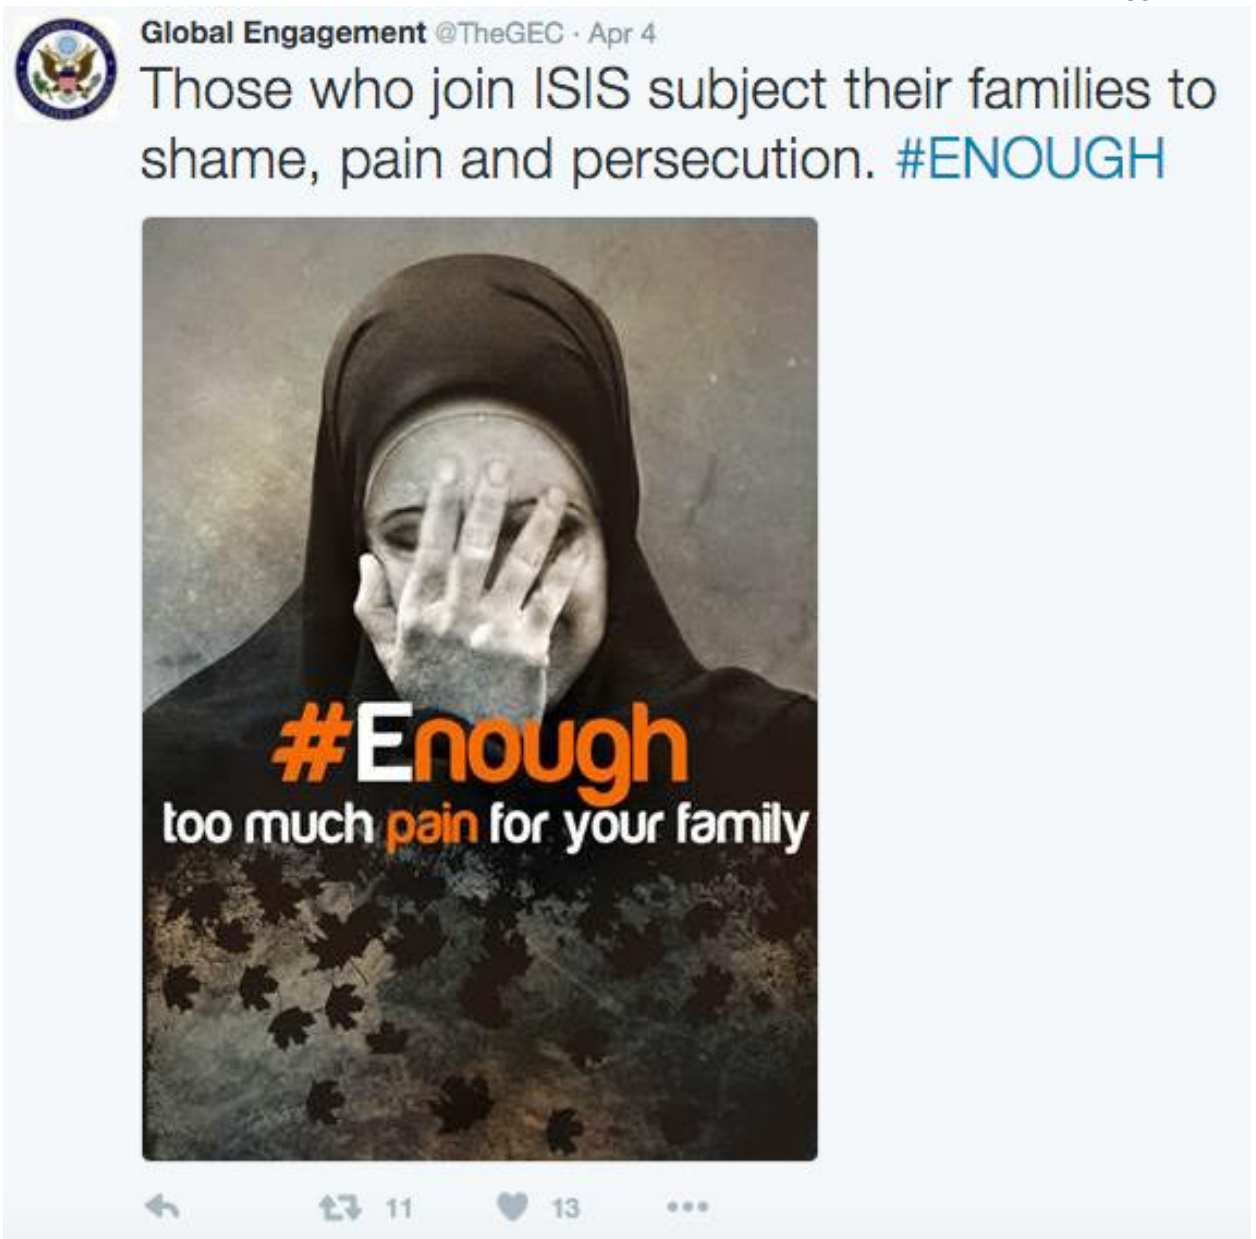 Global Engagement @TheGEC · Apr 4
Those who join ISIS subject their families to
shame, pain and persecution. #ENOUGH
#Enough
too much pain for your family
11 13